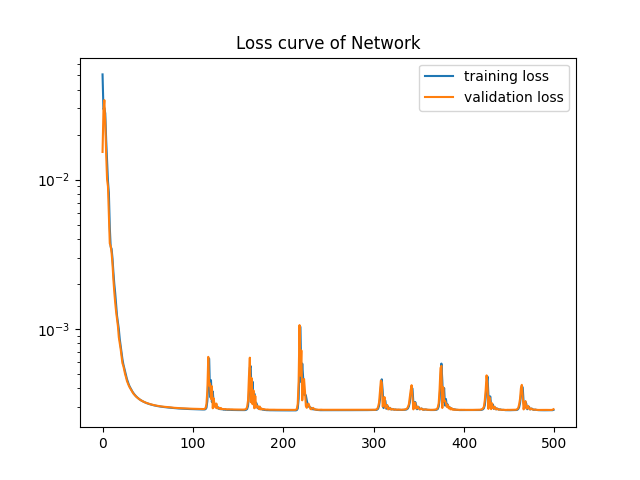 Loss curve of Network
training loss
validation loss
10⁻²
10⁻³
0 100 200 300 400 500